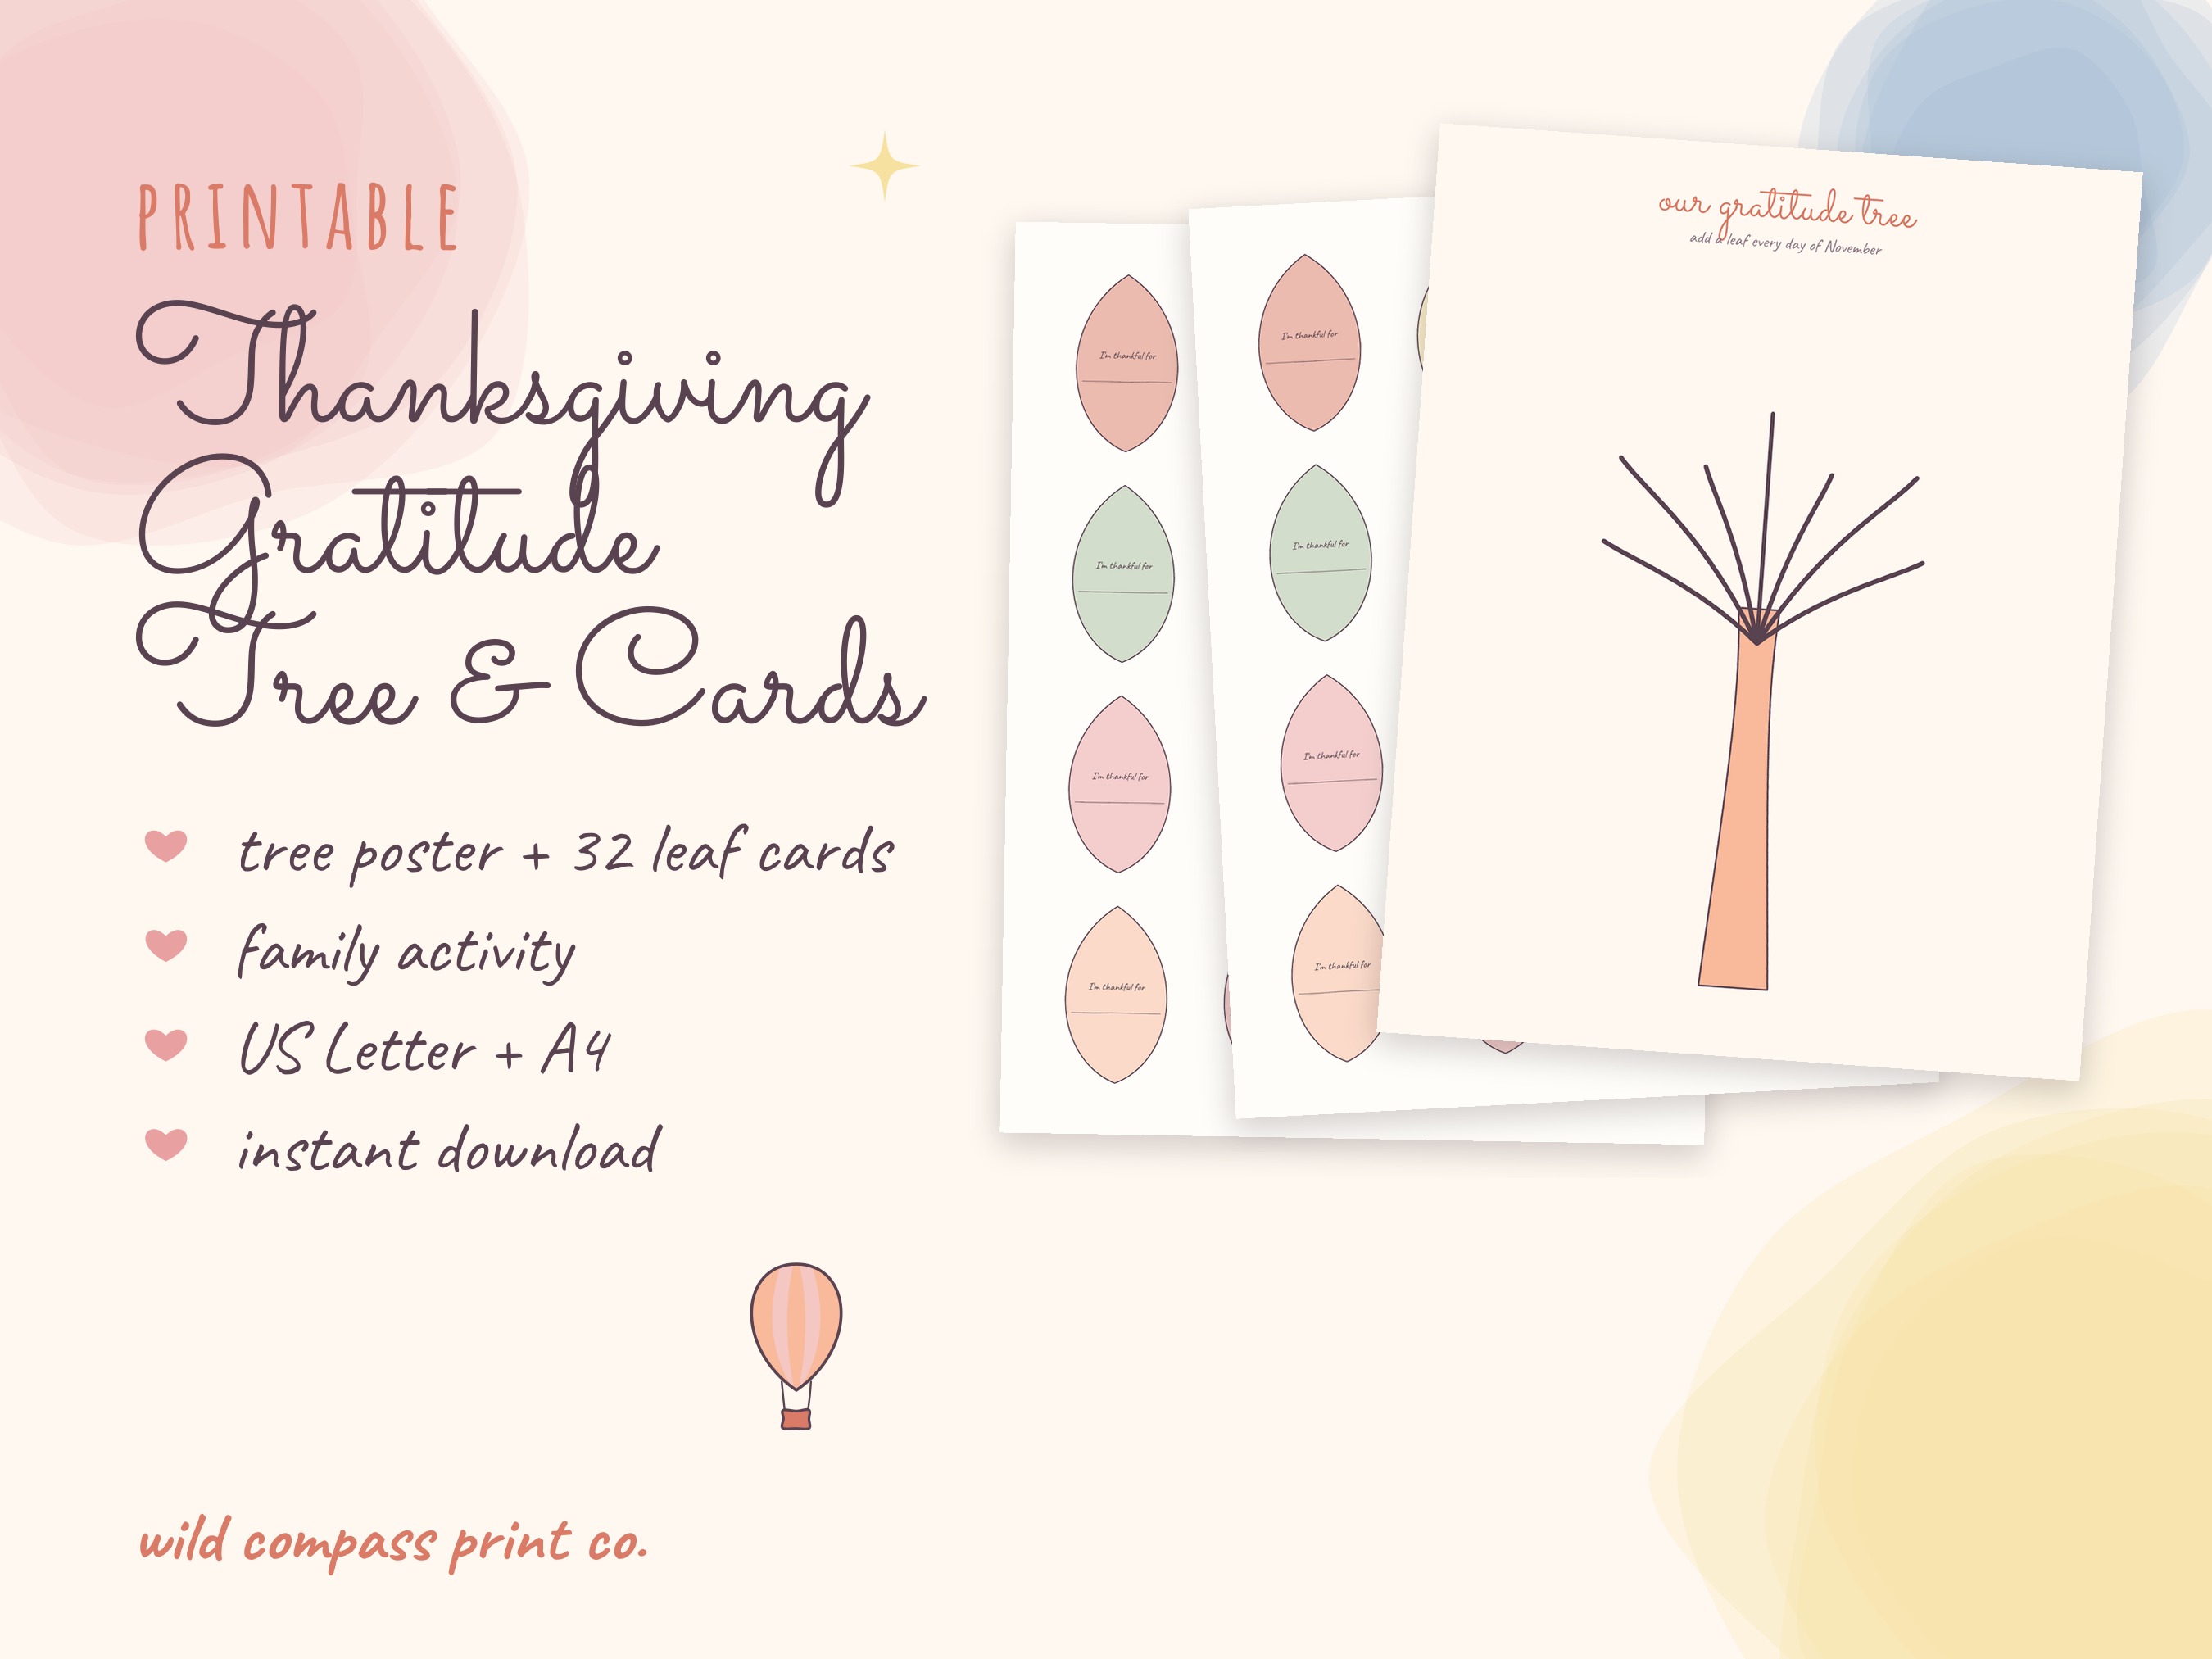 PRINTABLE
Thanksgiving
Gratitude
Tree & Cards
tree poster + 32 leaf cards
family activity
US Letter + A4
instant download
wild compass print co.
I'm thankful for
I'm thankful for
I'm thankful for
I'm thankful for
I'm thankful for
I'm thankful for
I'm thankful for
I'm thankful for
our gratitude tree
add a leaf every day of November